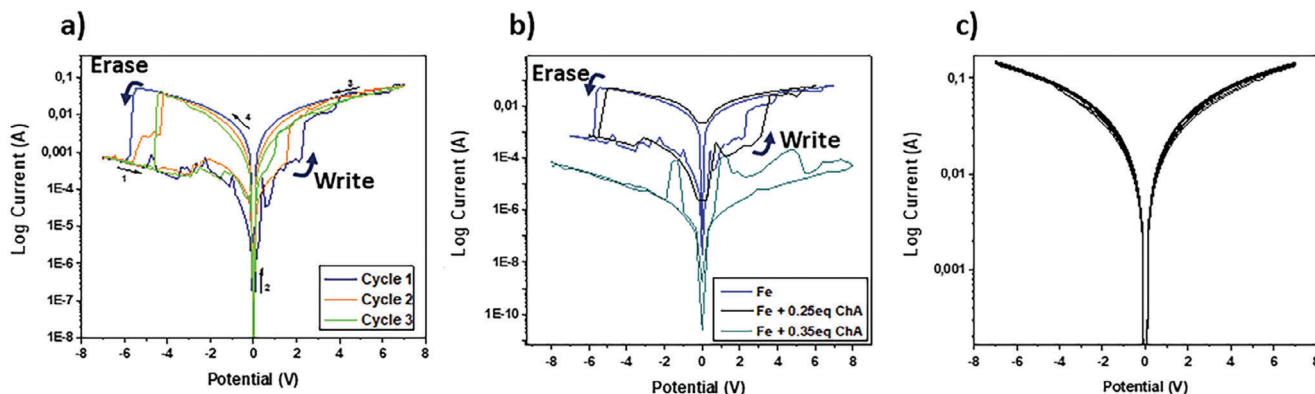 a)
Erase
Write
0,1
0,01
0,001
1E-4
1E-5
1E-6
1E-7
1E-8
Log Current (A)
3
4
1
2
Cycle 1
Cycle 2
Cycle 3
-8 -6 -4 -2 0 2 4 6 8
Potential (V)
b)
Erase
Write
0,01
1E-4
1E-6
1E-8
1E-10
Log Current (A)
Fe
Fe + 0.25eq ChA
Fe + 0.35eq ChA
-8 -6 -4 -2 0 2 4 6 8
Potential (V)
c)
0,1
0,01
0,001
Log Current (A)
-8 -6 -4 -2 0 2 4 6 8
Potential (V)